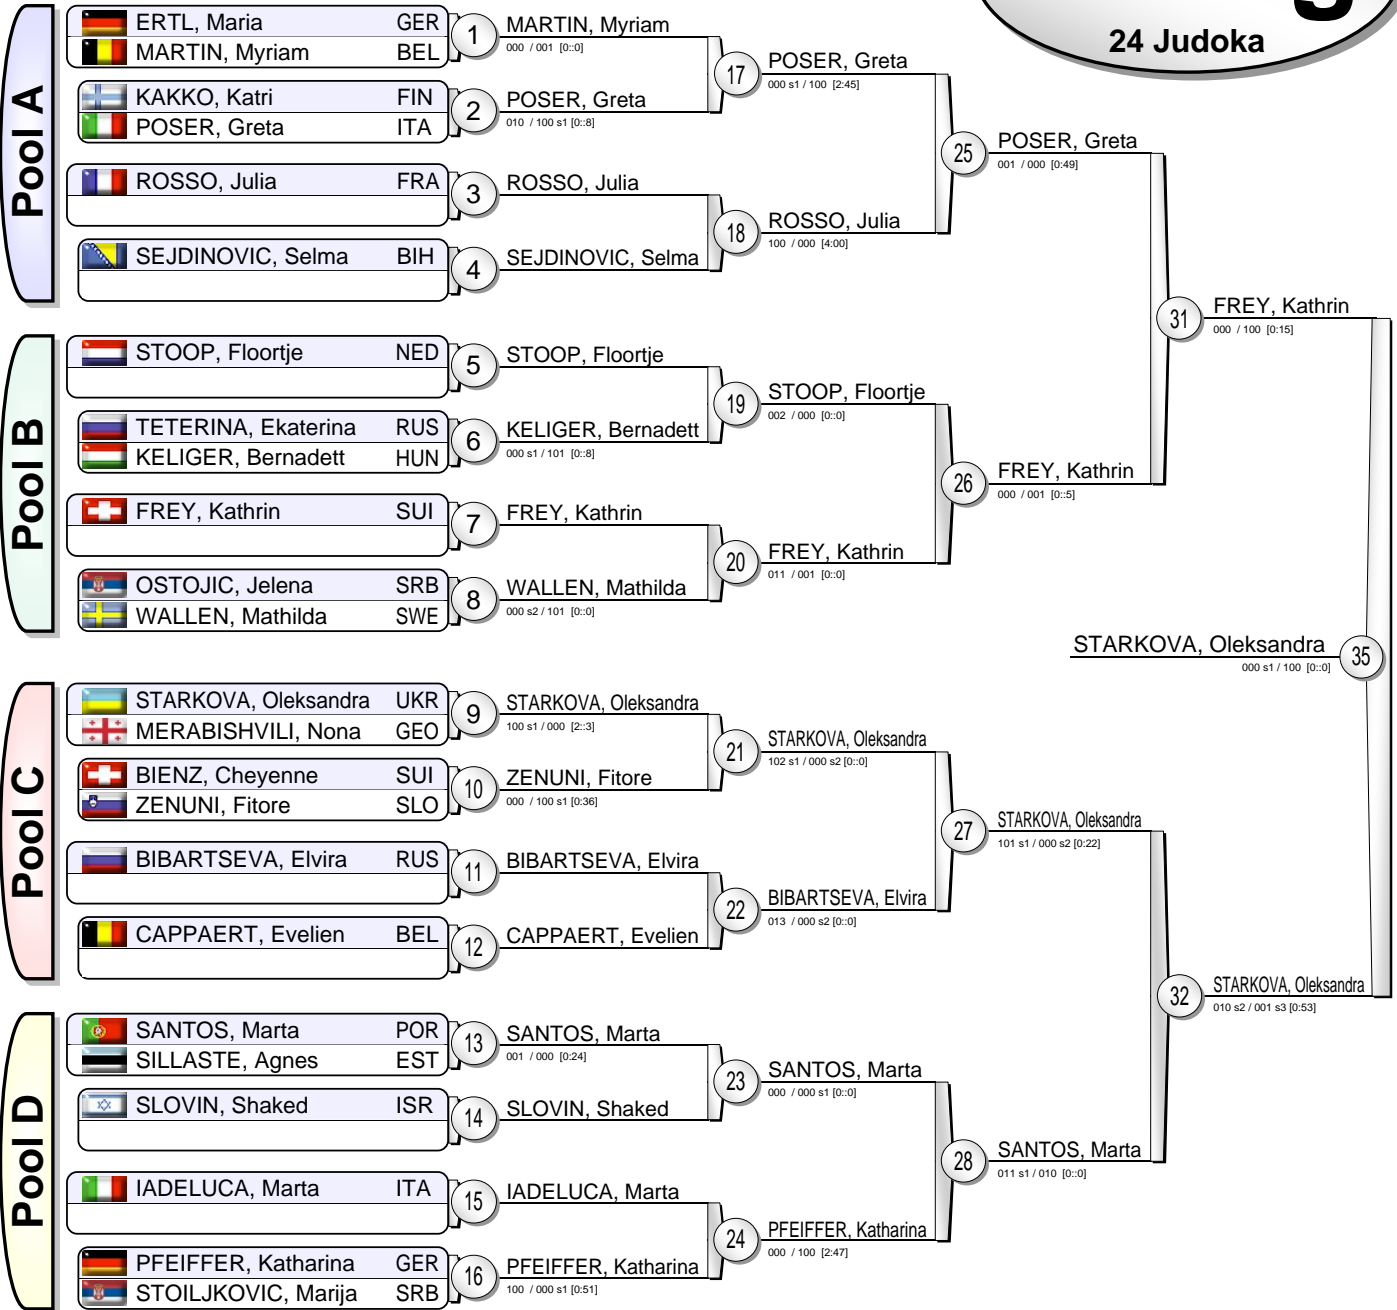 24 Judoka
Pool A
ERTL, Maria GER
MARTIN, Myriam BEL
1
MARTIN, Myriam
000 / 001 [0::0]
KAKKO, Katri FIN
POSER, Greta ITA
2
POSER, Greta
010 / 100 s1 [0::8]
17
POSER, Greta
000 s1 / 100 [2:45]
ROSSO, Julia FRA
3
ROSSO, Julia
SEJDINOVIC, Selma BIH
4
SEJDINOVIC, Selma
18
ROSSO, Julia
100 / 000 [4:00]
25
POSER, Greta
001 / 000 [0:49]
Pool B
STOOP, Floortje NED
5
STOOP, Floortje
TETERINA, Ekaterina RUS
KELIGER, Bernadett HUN
6
KELIGER, Bernadett
000 s1 / 101 [0::8]
19
STOOP, Floortje
002 / 000 [0::0]
FREY, Kathrin SUI
7
FREY, Kathrin
OSTOJIC, Jelena SRB
WALLEN, Mathilda SWE
8
WALLEN, Mathilda
000 s2 / 101 [0::0]
20
FREY, Kathrin
011 / 001 [0::0]
26
FREY, Kathrin
000 / 001 [0::5]
31
FREY, Kathrin
000 / 100 [0:15]
STARKOVA, Oleksandra
000 s1 / 100 [0::0]
35
Pool C
STARKOVA, Oleksandra UKR
MERABISHVILI, Nona GEO
9
STARKOVA, Oleksandra
100 s1 / 000 [2::3]
BIENZ, Cheyenne SUI
ZENUNI, Fitore SLO
10
ZENUNI, Fitore
000 / 100 s1 [0:36]
21
STARKOVA, Oleksandra
102 s1 / 000 s2 [0::0]
BIBARTSEVA, Elvira RUS
11
BIBARTSEVA, Elvira
CAPPAERT, Evelien BEL
12
CAPPAERT, Evelien
22
BIBARTSEVA, Elvira
013 / 000 s2 [0::0]
27
STARKOVA, Oleksandra
101 s1 / 000 s2 [0:22]
Pool D
SANTOS, Marta POR
SILLASTE, Agnes EST
13
SANTOS, Marta
001 / 000 [0:24]
SLOVIN, Shaked ISR
14
SLOVIN, Shaked
23
SANTOS, Marta
000 / 000 s1 [0::0]
IADELUCA, Marta ITA
15
IADELUCA, Marta
PFEIFFER, Katharina GER
STOILJKOVIC, Marija SRB
16
PFEIFFER, Katharina
100 / 000 s1 [0:51]
24
PFEIFFER, Katharina
000 / 100 [2:47]
28
SANTOS, Marta
011 s1 / 010 [0::0]
32
STARKOVA, Oleksandra
010 s2 / 001 s3 [0:53]